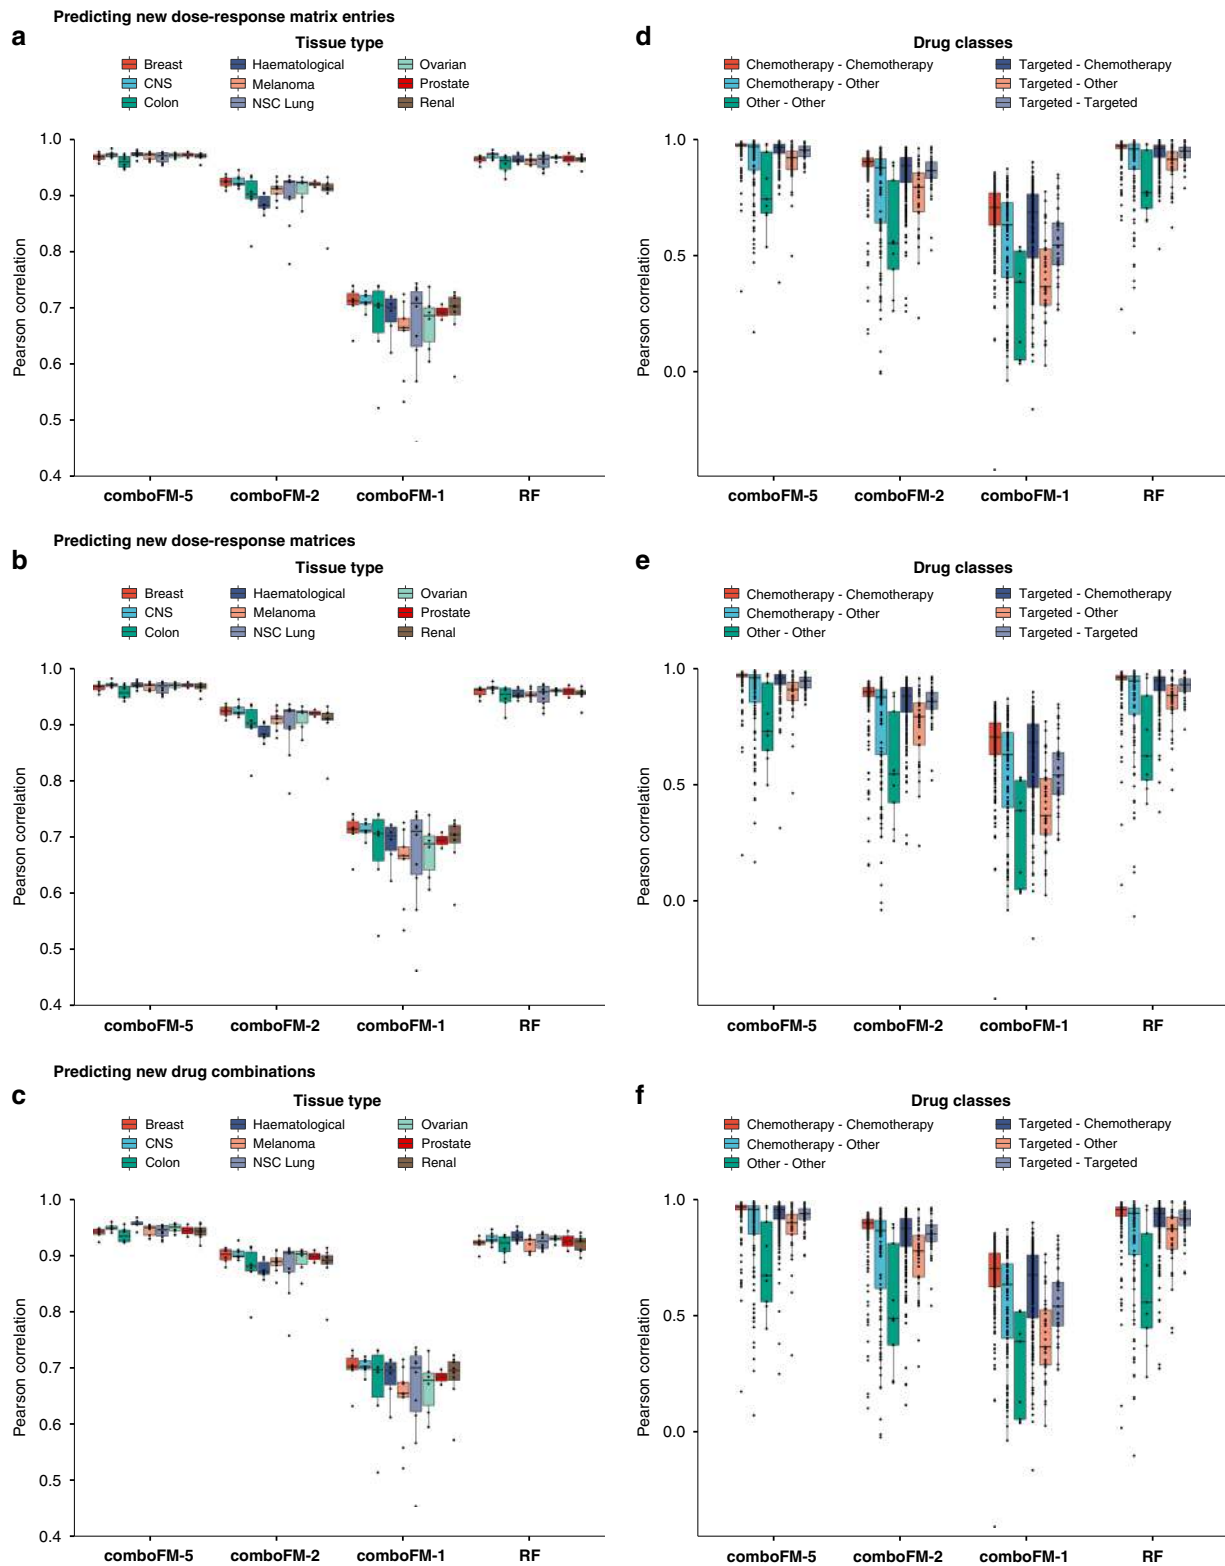 Predicting new dose-response matrix entries
a
Tissue type
Breast
Haematological
Ovarian
CNS
Melanoma
Prostate
Colon
NSC Lung
Renal
Pearson correlation
1.0
0.9
0.8
0.7
0.6
0.5
0.4
comboFM-5
comboFM-2
comboFM-1
RF
d
Drug classes
Chemotherapy - Chemotherapy
Targeted - Chemotherapy
Chemotherapy - Other
Targeted - Other
Other - Other
Targeted - Targeted
Pearson correlation
1.0
0.5
0.0
comboFM-5
comboFM-2
comboFM-1
RF
Predicting new dose-response matrices
b
Tissue type
Breast
Haematological
Ovarian
CNS
Melanoma
Prostate
Colon
NSC Lung
Renal
Pearson correlation
1.0
0.9
0.8
0.7
0.6
0.5
0.4
comboFM-5
comboFM-2
comboFM-1
RF
e
Drug classes
Chemotherapy - Chemotherapy
Targeted - Chemotherapy
Chemotherapy - Other
Targeted - Other
Other - Other
Targeted - Targeted
Pearson correlation
1.0
0.5
0.0
comboFM-5
comboFM-2
comboFM-1
RF
Predicting new drug combinations
c
Tissue type
Breast
Haematological
Ovarian
CNS
Melanoma
Prostate
Colon
NSC Lung
Renal
Pearson correlation
1.0
0.9
0.8
0.7
0.6
0.5
0.4
comboFM-5
comboFM-2
comboFM-1
RF
f
Drug classes
Chemotherapy - Chemotherapy
Targeted - Chemotherapy
Chemotherapy - Other
Targeted - Other
Other - Other
Targeted - Targeted
Pearson correlation
1.0
0.5
0.0
comboFM-5
comboFM-2
comboFM-1
RF